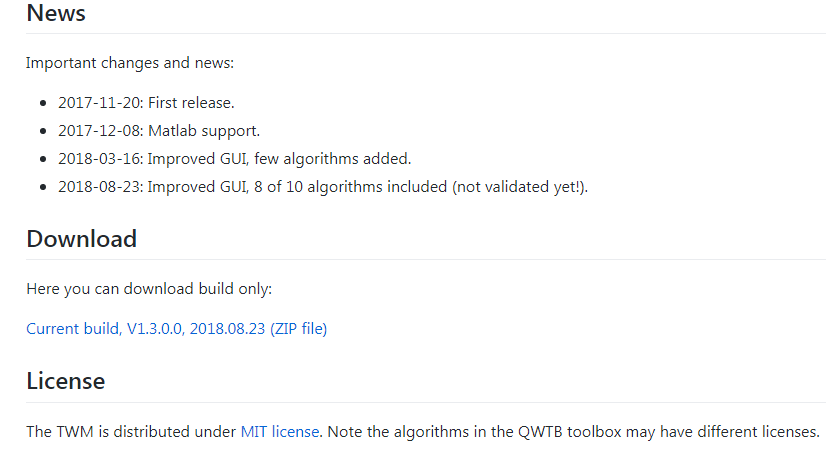 News
Important changes and news:
2017-11-20: First release.
2017-12-08: Matlab support.
2018-03-16: Improved GUI, few algorithms added.
2018-08-23: Improved GUI, 8 of 10 algorithms included (not validated yet!).
Download
Here you can download build only:
Current build, V1.3.0.0, 2018.08.23 (ZIP file)
License
The TWM is distributed under MIT license. Note the algorithms in the QWTB toolbox may have different licenses.